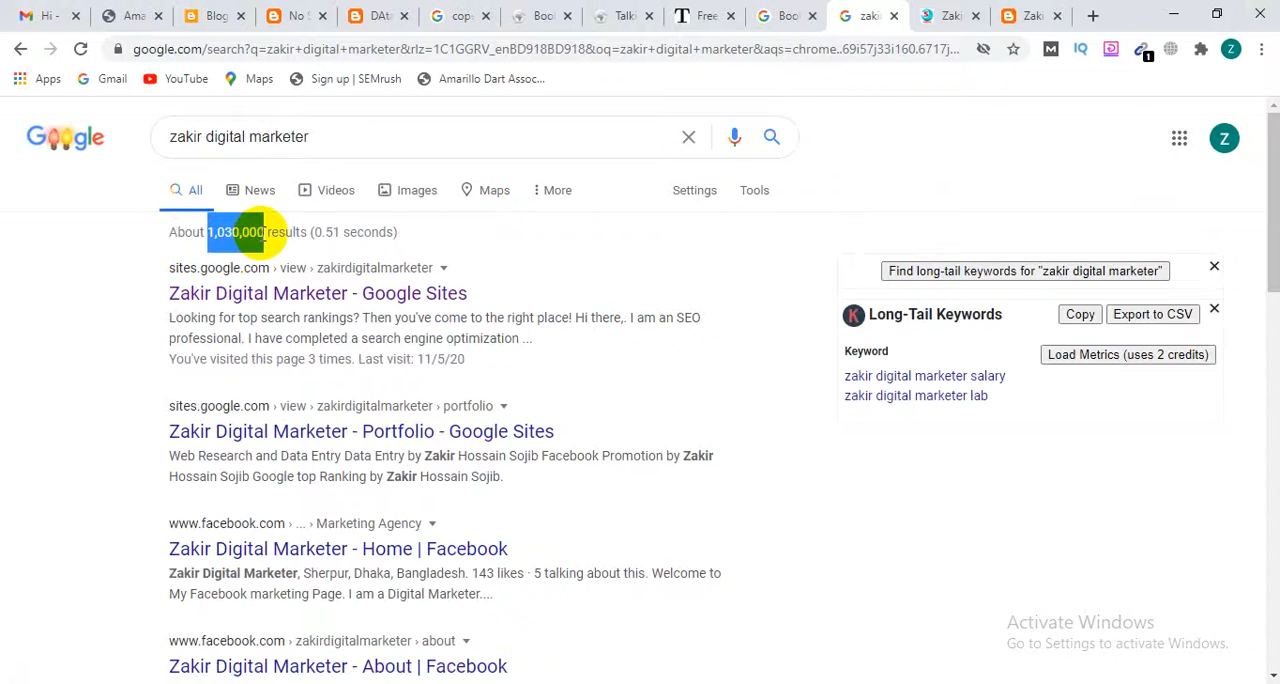 Hi - Ama Blog No S DAta cop Bool Talki Free Boo zaki Zaki Zaki
google.com/search?q=zakir+digital+marketer&rlz=1C1GGRV_enBD918BD918&oq=zakir+digital+marketer&aqs=chrome..69i57j33i160.6717j...
M IQ 1 Z
Apps Gmail YouTube Maps Sign up | SEMrush Amarillo Dart Assoc...
Google zakir digital marketer Z
All News Videos Images Maps More Settings Tools
About 1,030,000 results (0.51 seconds)
sites.google.com › view › zakirdigitalmarketer
Zakir Digital Marketer - Google Sites
Looking for top search rankings? Then you've come to the right place! Hi there,. I am an SEO
professional. I have completed a search engine optimization ...
You've visited this page 3 times. Last visit: 11/5/20
sites.google.com › view › zakirdigitalmarketer › portfolio
Zakir Digital Marketer - Portfolio - Google Sites
Web Research and Data Entry Data Entry by Zakir Hossain Sojib Facebook Promotion by Zakir
Hossain Sojib Google top Ranking by Zakir Hossain Sojib.
www.facebook.com › ... › Marketing Agency
Zakir Digital Marketer - Home | Facebook
Zakir Digital Marketer, Sherpur, Dhaka, Bangladesh. 143 likes · 5 talking about this. Welcome to
My Facebook marketing Page. I am a Digital Marketer....
www.facebook.com › zakirdigitalmarketer › about
Zakir Digital Marketer - About | Facebook
Find long-tail keywords for "zakir digital marketer"
K Long-Tail Keywords Copy Export to CSV
Keyword Load Metrics (uses 2 credits)
zakir digital marketer salary
zakir digital marketer lab
Activate Windows
Go to Settings to activate Windows.